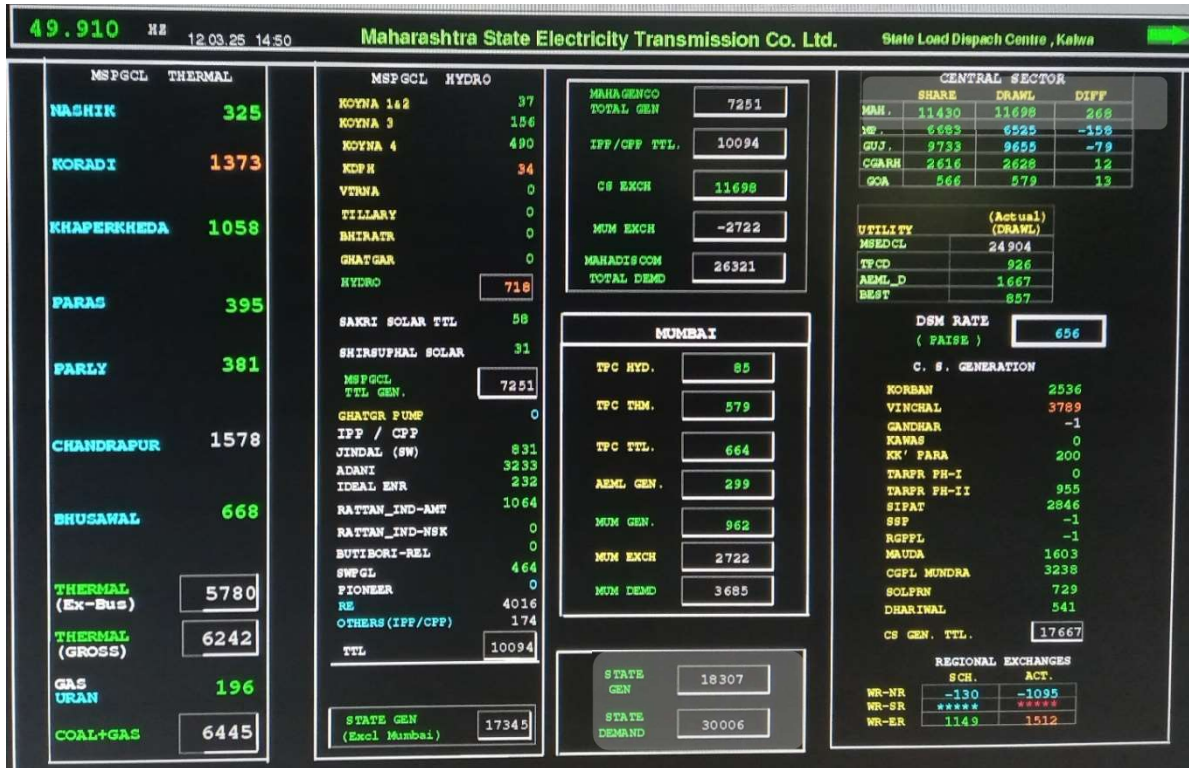 49.910 HZ 12.03.25 14:50 Maharashtra State Electricity Transmission Co. Ltd. State Load Dispach Centre , Kalwa
MSPGCL THERMAL
NASHIK 325
KORADI 1373
KHAPERKHEDA 1058
PARAS 395
PARLY 381
CHANDRAPUR 1578
BHUSAWAL 668
THERMAL (Ex-Bus) 5780
THERMAL (GROSS) 6242
GAS URAN 196
COAL+GAS 6445
MSPGCL HYDRO
KOYNA 1&2 37
KOYNA 3 156
KOYNA 4 490
KDPH 34
VTRNA 0
TILLARY 0
BHIRATR 0
GHATGAR 0
HYDRO 718
SAKRI SOLAR TTL 58
SHIRSUPHAL SOLAR 31
MSPGCL TTL GEN. 7251
GHATGR PUMP 0
IPP / CPP
JINDAL (SW) 831
ADANI 3233
IDEAL ENR 232
RATTAN_IND-AMT 1064
RATTAN_IND-NSK 0
BUTIBORI-REL 0
SWPGL 464
PIONEER 0
RE 4016
OTHERS(IPP/CPP) 174
TTL 10094
STATE GEN (Excl Mumbai) 17345
MAHAGENCO TOTAL GEN 7251
IPP/CPP TTL. 10094
CS EXCH 11698
MUM EXCH -2722
MAHADISCOM TOTAL DEMD 26321
MUMBAI
TPC HYD. 85
TPC THM. 579
TPC TTL. 664
AEML GEN. 299
MUM GEN. 962
MUM EXCH 2722
MUM DEMD 3685
STATE GEN 18307
STATE DEMAND 30006
CENTRAL SECTOR
SHARE DRAWL DIFF
MAH. 11430 11698 268
MP. 6683 6525 -158
GUJ. 9733 9655 -79
CGARH 2616 2628 12
GOA 566 579 13
UTILITY (Actual) (DRAWL)
MSEDCL 24904
TPCD 926
AEML_D 1667
BEST 857
DSM RATE ( PAISE ) 656
C. S. GENERATION
KORBAN 2536
VINCHAL 3789
GANDHAR -1
KAWAS 0
KK' PARA 200
TARPR PH-I 0
TARPR PH-II 955
SIPAT 2846
SSP -1
RGPPL -1
MAUDA 1603
CGPL MUNDRA 3238
SOLPRN 729
DHARIWAL 541
CS GEN. TTL. 17667
REGIONAL EXCHANGES
SCH. ACT.
WR-NR -130 -1095
WR-SR ***** *****
WR-ER 1149 1512